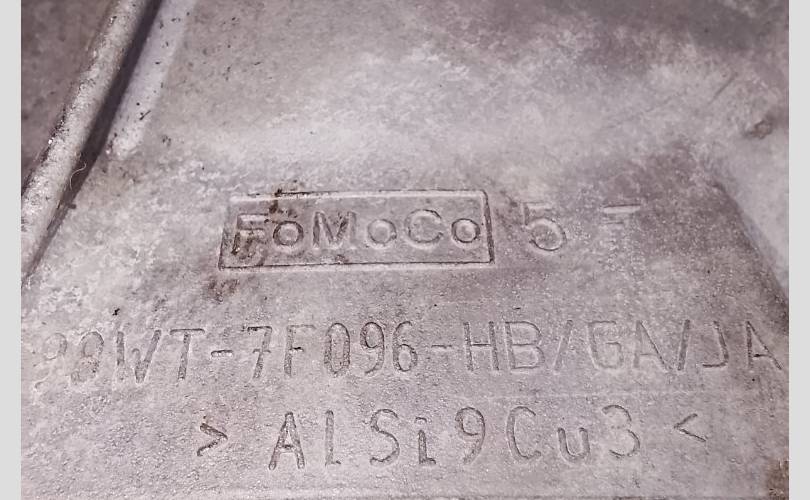 FoMoCo 5 T
98WT-7F096-HB/GA/JA
> AlSi9Cu3 <